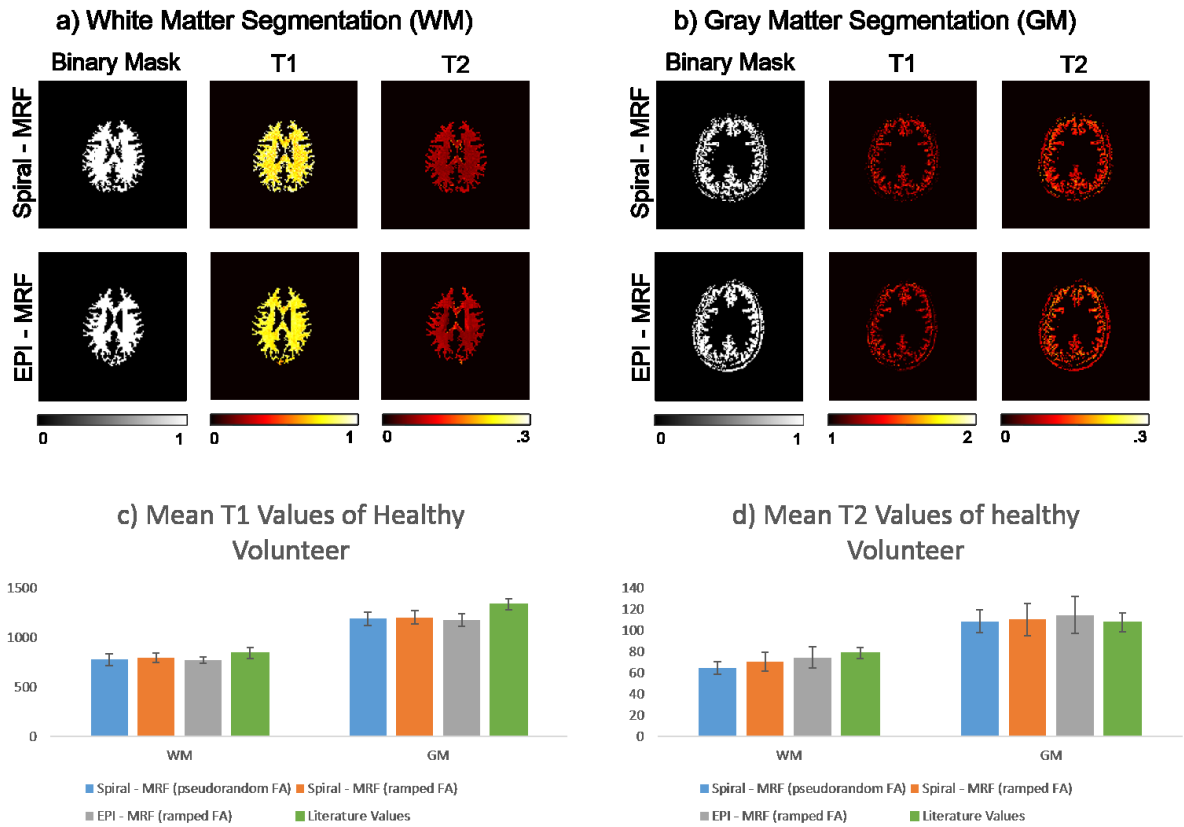 a) White Matter Segmentation (WM)
Binary Mask T1 T2
Spiral - MRF
EPI - MRF
0 1 0 1 0 .3
b) Gray Matter Segmentation (GM)
Binary Mask T1 T2
Spiral - MRF
EPI - MRF
0 1 1 2 0 .3
c) Mean T1 Values of Healthy
Volunteer
1500
1000
500
0
WM GM
Spiral - MRF (pseudorandom FA) Spiral - MRF (ramped FA)
EPI - MRF (ramped FA) Literature Values
d) Mean T2 Values of healthy
Volunteer
140
120
100
80
60
40
20
0
WM GM
Spiral - MRF (pseudorandom FA) Spiral - MRF (ramped FA)
EPI - MRF (ramped FA) Literature Values